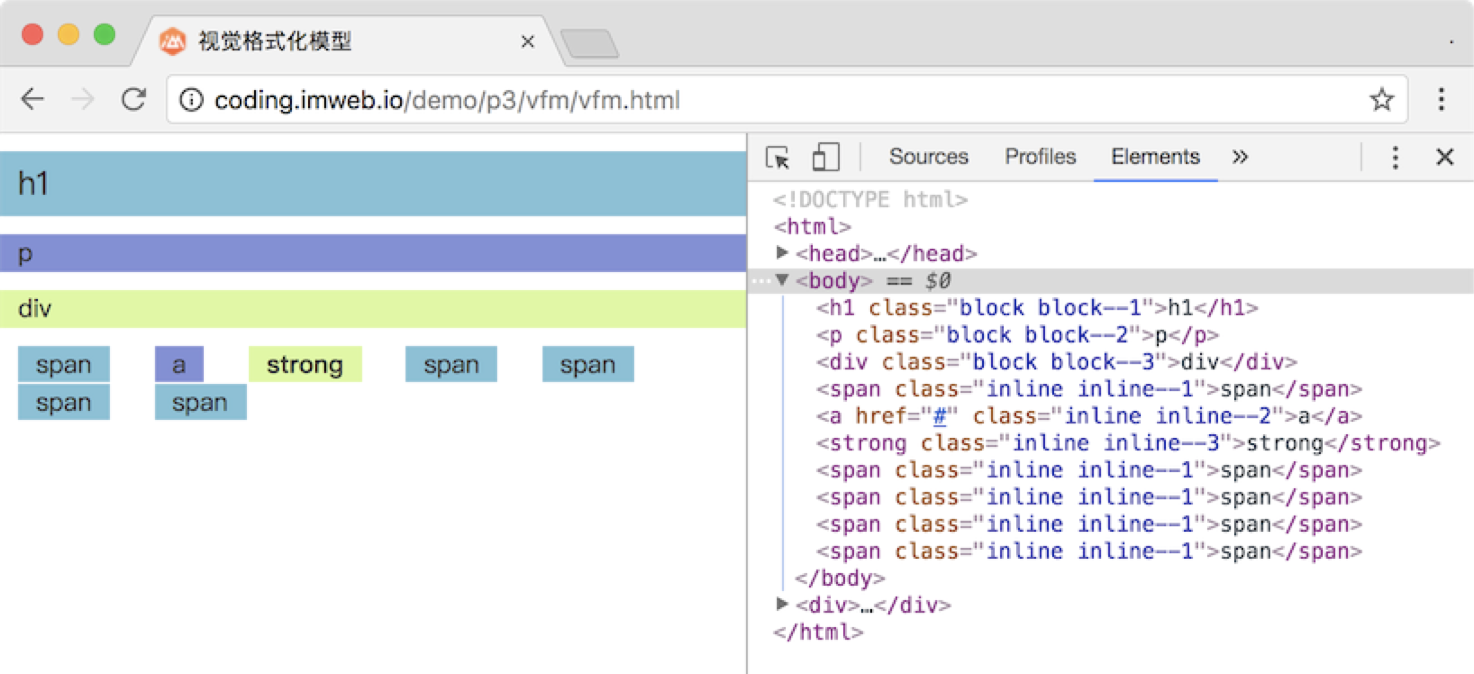 视觉格式化模型
coding.imweb.io/demo/p3/vfm/vfm.html
h1
p
div
span a strong span span
span span
Sources Profiles Elements »
<!DOCTYPE html>
<html>
<head>…</head>
<body> == $0
<h1 class="block block--1">h1</h1>
<p class="block block--2">p</p>
<div class="block block--3">div</div>
<span class="inline inline--1">span</span>
<a href="#" class="inline inline--2">a</a>
<strong class="inline inline--3">strong</strong>
<span class="inline inline--1">span</span>
<span class="inline inline--1">span</span>
<span class="inline inline--1">span</span>
<span class="inline inline--1">span</span>
</body>
<div>…</div>
</html>